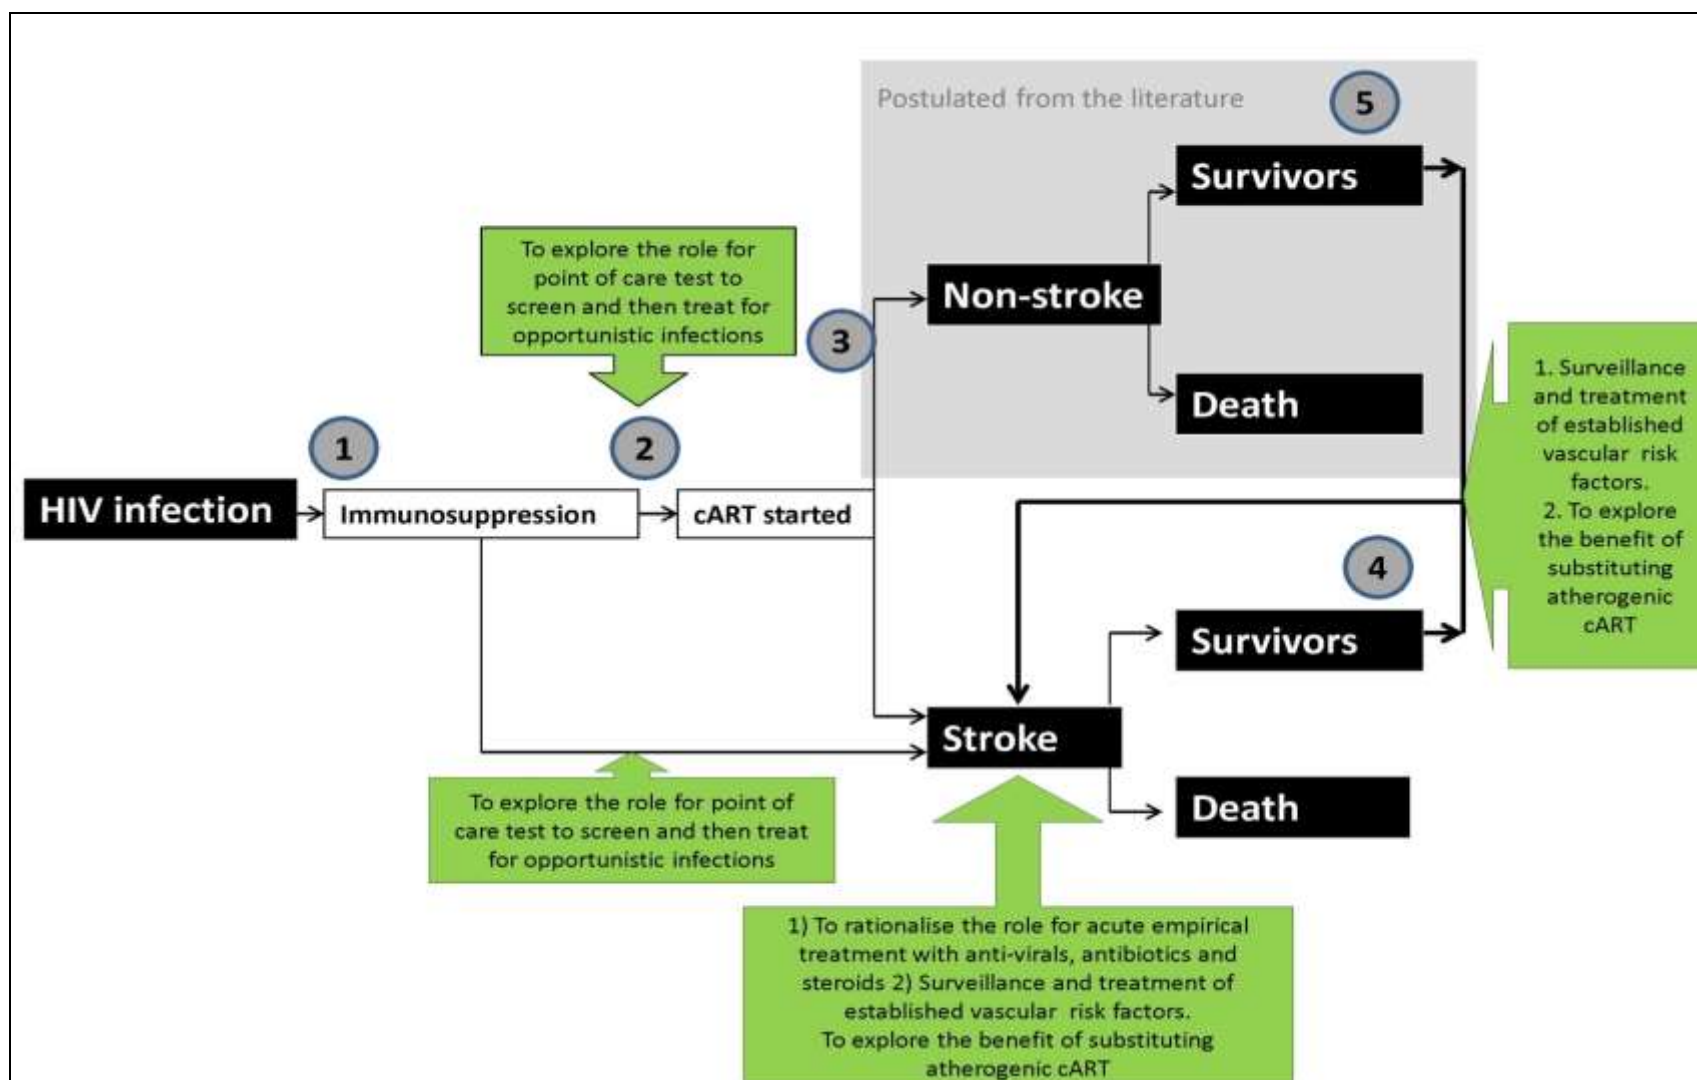 Postulated from the literature
5
Survivors
To explore the role for
point of care test to
screen and then treat for
opportunistic infections
Non-stroke
3
Death
1. Surveillance
and treatment
of established
vascular risk
factors.
2. To explore
the benefit of
substituting
atherogenic
cART
1
2
HIV infection
Immunosuppression
cART started
4
Survivors
Stroke
Death
To explore the role for point of
care test to screen and then treat
for opportunistic infections
1) To rationalise the role for acute empirical
treatment with anti-virals, antibiotics and
steroids 2) Surveillance and treatment of
established vascular risk factors.
To explore the benefit of substituting
atherogenic cART